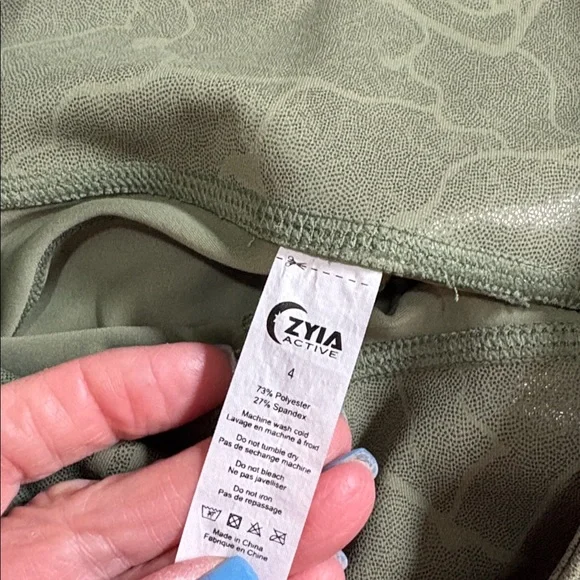 ZYIA
ACTIVE
4
73% Polyester
27% Spandex
Machine wash cold
Lavage en machine à froid
Do not tumble dry
Pas de sechange machine
Do not bleach
Ne pas javelliser
Do not iron
Pas de repassage
Made in China
Fabrique en Chine